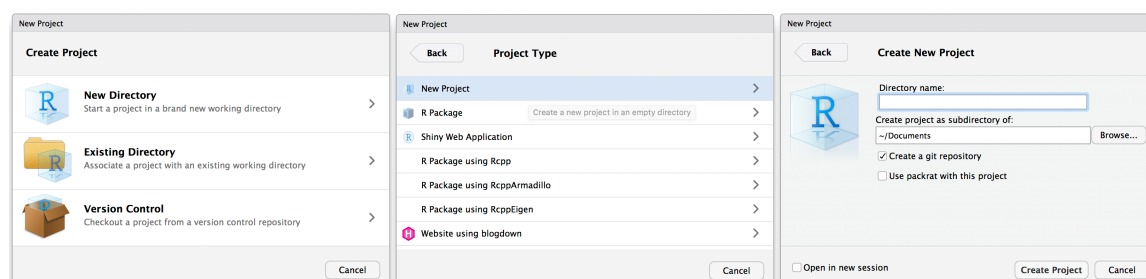 New Project
Create Project
New Directory
Start a project in a brand new working directory
Existing Directory
Associate a project with an existing working directory
Version Control
Checkout a project from a version control repository
Cancel
New Project
Back
Project Type
New Project
R Package
Create a new project in an empty directory
Shiny Web Application
R Package using Rcpp
R Package using RcppArmadillo
R Package using RcppEigen
Website using blogdown
Cancel
New Project
Back
Create New Project
Directory name:
Create project as subdirectory of:
~/Documents
Browse...
Create a git repository
Use packrat with this project
Open in new session
Create Project
Cancel